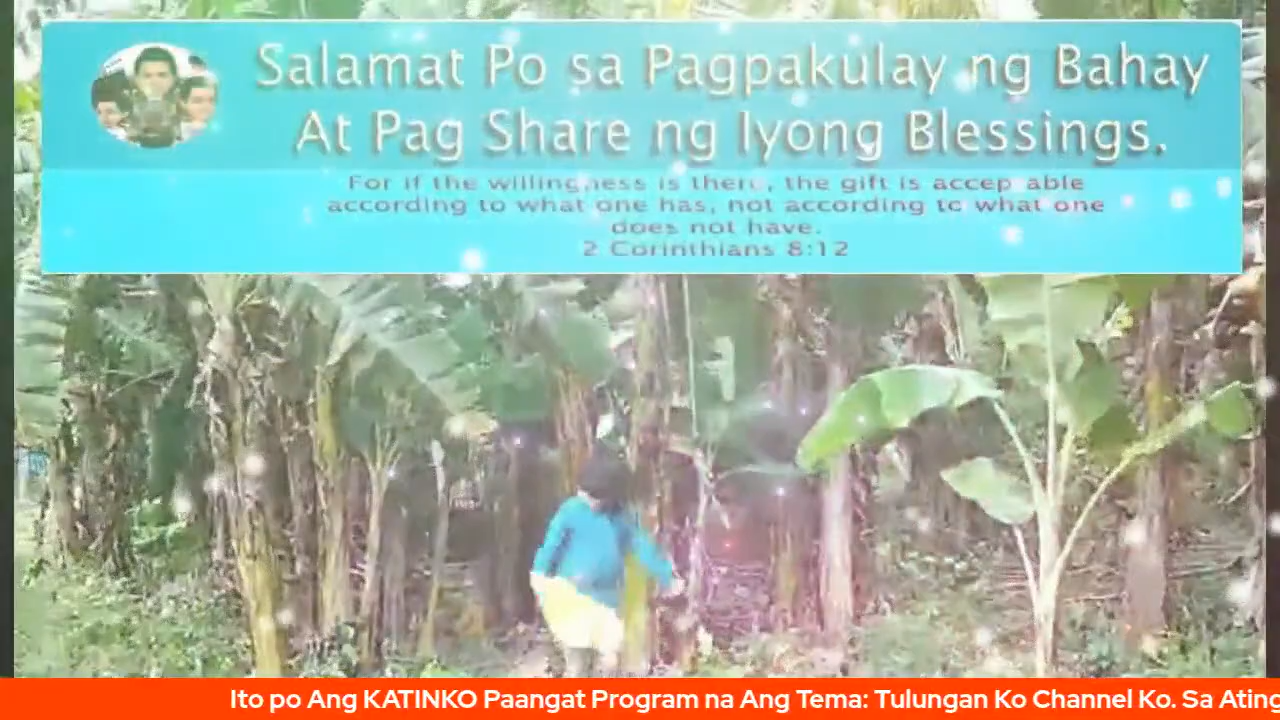 Salamat Po sa Pagpakulay ng Bahay
At Pag Share ng Iyong Blessings.
For if the willingness is there, the gift is acceptable
according to what one has, not according to what one
does not have.
2 Corinthians 8:12
Ito po Ang KATINKO Paangat Program na Ang Tema: Tulungan Ko Channel Ko. Sa Ating